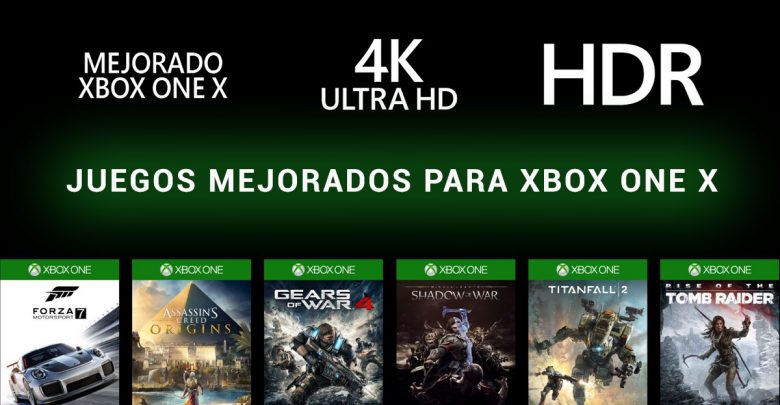 MEJORADO
XBOX ONE X
4K
ULTRA HD
HDR
JUEGOS MEJORADOS PARA XBOX ONE X
XBOX ONE
FORZA
MOTORSPORT 7
XBOX ONE
ASSASSIN'S
CREED
ORIGINS
XBOX ONE
GEARS
OF WAR 4
XBOX ONE
MIDDLE-EARTH
SHADOW OF WAR
XBOX ONE
TITANFALL 2
XBOX ONE
RISE OF THE
TOMB RAIDER